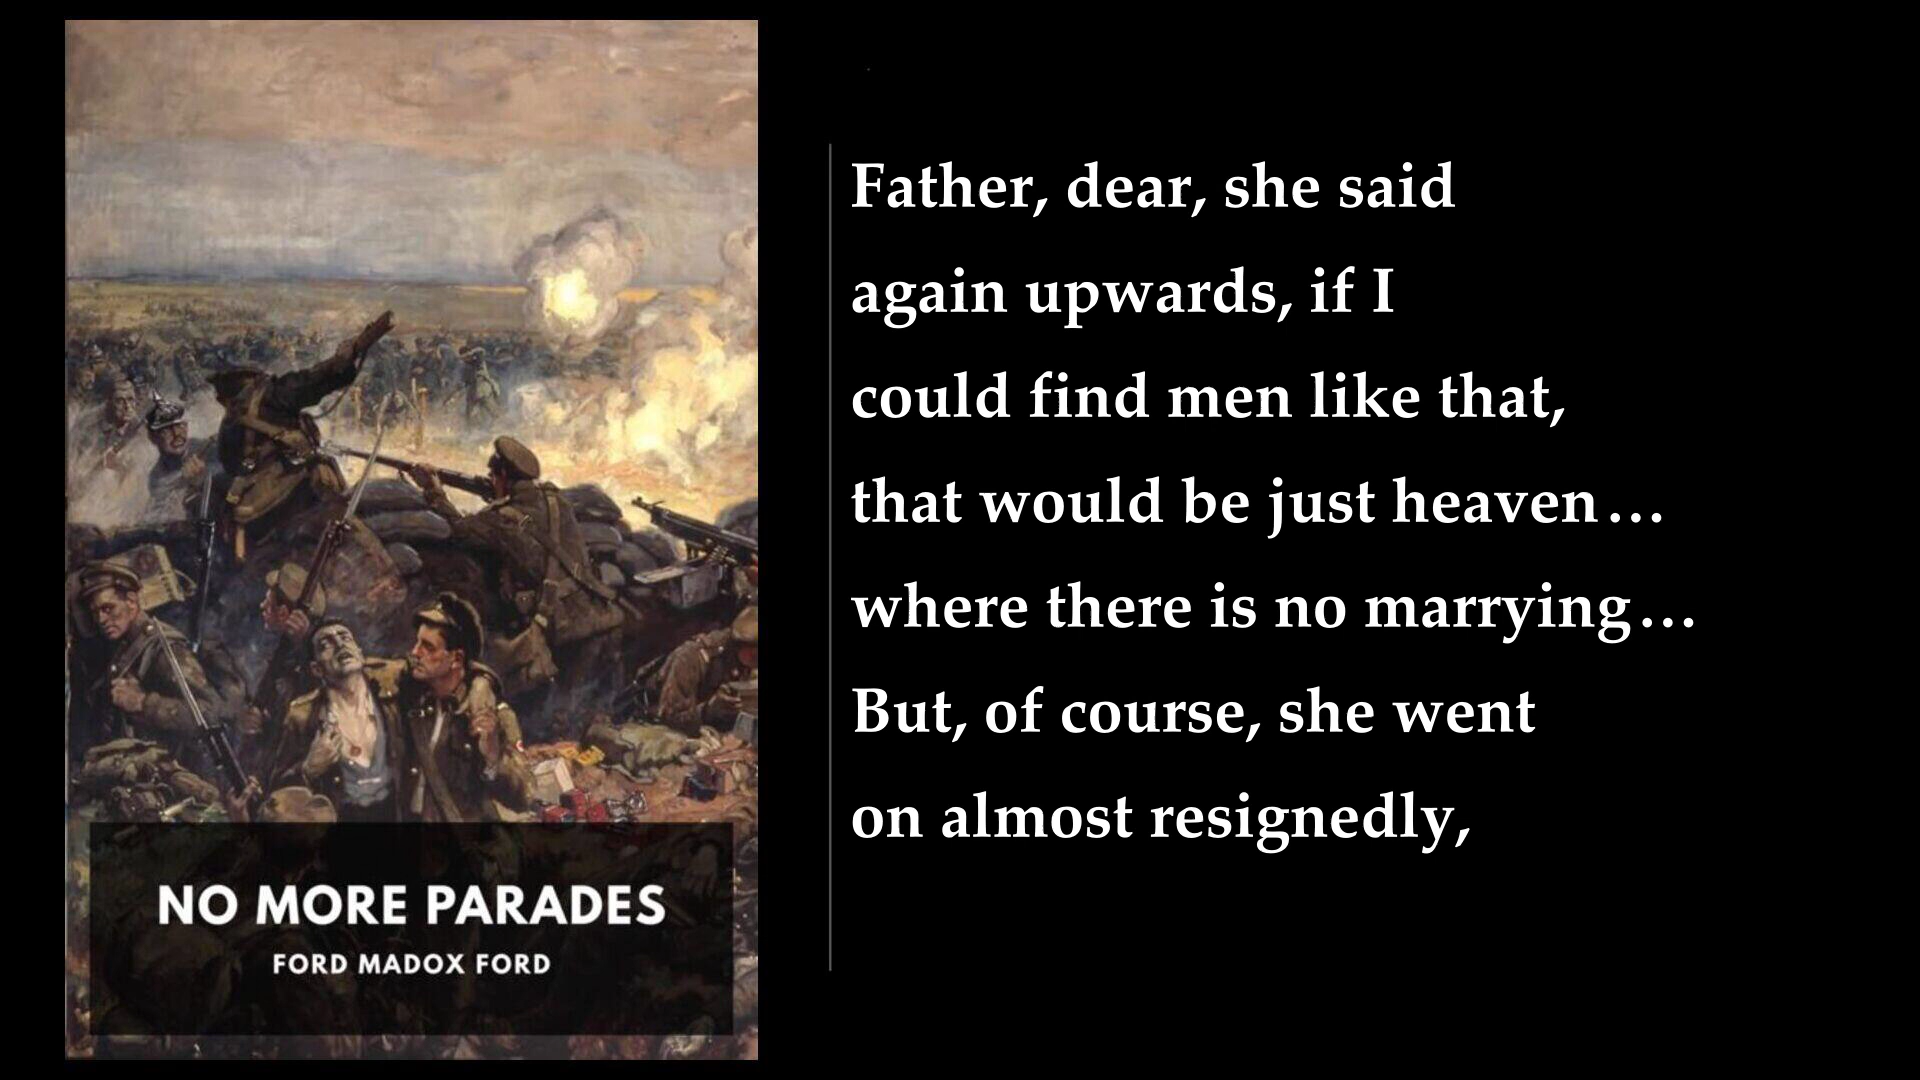 NO MORE PARADES
FORD MADOX FORD
Father, dear, she said
again upwards, if I
could find men like that,
that would be just heaven…
where there is no marrying…
But, of course, she went
on almost resignedly,